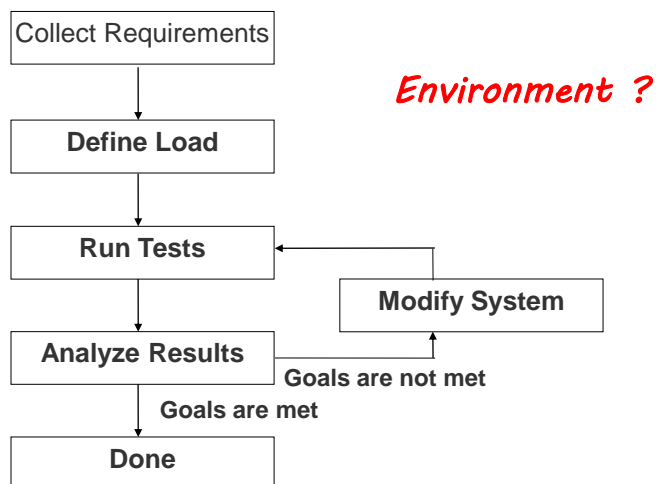 Collect Requirements
Environment ?
Define Load
Run Tests
Modify System
Analyze Results
Goals are not met
Goals are met
Done